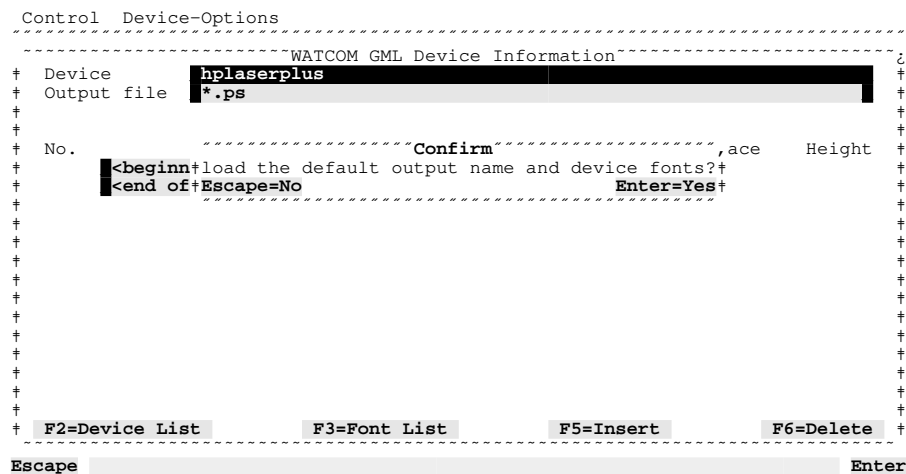 Control Device-Options
WATCOM GML Device Information
Device hplaserplus
Output file *.ps
No. Confirm ,ace Height
<beginn load the default output name and device fonts?
<end of Escape=No Enter=Yes
F2=Device List F3=Font List F5=Insert F6=Delete
Escape Enter